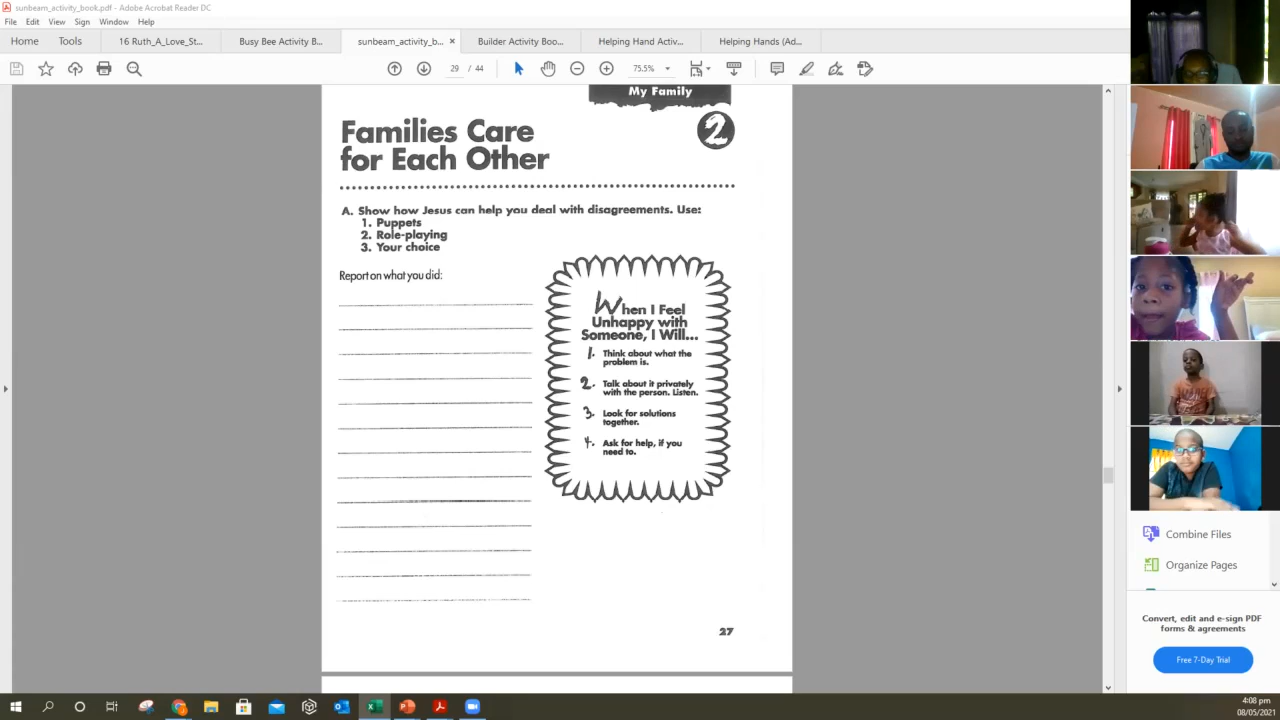 sunbeam_activity_book.pdf - Adobe Acrobat Reader DC
File Edit View Sign Window Help
Home Tools 16 Ruth_A_Love_St... Busy Bee Activity B... sunbeam_activity_b... × Builder Activity Boo... Helping Hand Activ... Helping Hands (Ad...
29 / 44 75.5%
My Family
2
Families Care
for Each Other
A. Show how Jesus can help you deal with disagreements. Use:
1. Puppets
2. Role-playing
3. Your choice
Report on what you did:
When I Feel
Unhappy with
Someone, I Will...
1. Think about what the
problem is.
2. Talk about it privately
with the person. Listen.
3. Look for solutions
together.
4. Ask for help, if you
need to.
27
Combine Files
Organize Pages
Convert, edit and e-sign PDF
forms & agreements
Free 7-Day Trial
4:08 pm
08/05/2021